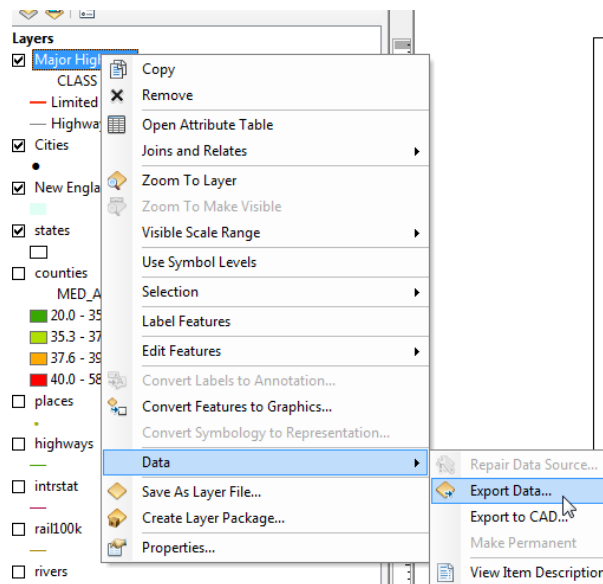 Layers
Major High
CLASS
Limited
Highwa
Cities
New Engla
states
counties
MED_A
20.0 - 35
35.3 - 37
37.6 - 39
40.0 - 58
places
highways
intrstat
rail100k
rivers
Copy
Remove
Open Attribute Table
Joins and Relates
Zoom To Layer
Zoom To Make Visible
Visible Scale Range
Use Symbol Levels
Selection
Label Features
Edit Features
Convert Labels to Annotation...
Convert Features to Graphics...
Convert Symbology to Representation...
Data
Save As Layer File...
Create Layer Package...
Properties...
Repair Data Source...
Export Data...
Export to CAD...
Make Permanent
View Item Description